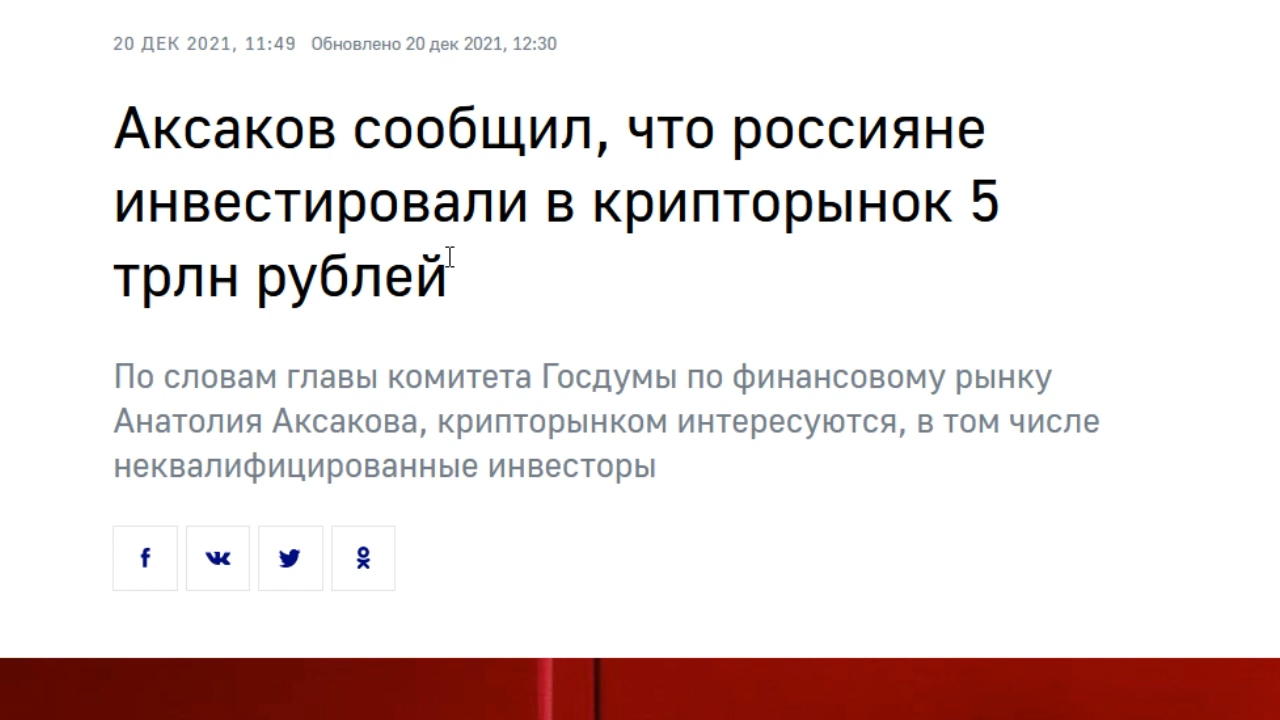 20 ДЕК 2021, 11:49 Обновлено 20 дек 2021, 12:30
Аксаков сообщил, что россияне
инвестировали в крипторынок 5
трлн рублей
По словам главы комитета Госдумы по финансовому рынку
Анатолия Аксакова, крипторынком интересуются, в том числе
неквалифицированные инвесторы